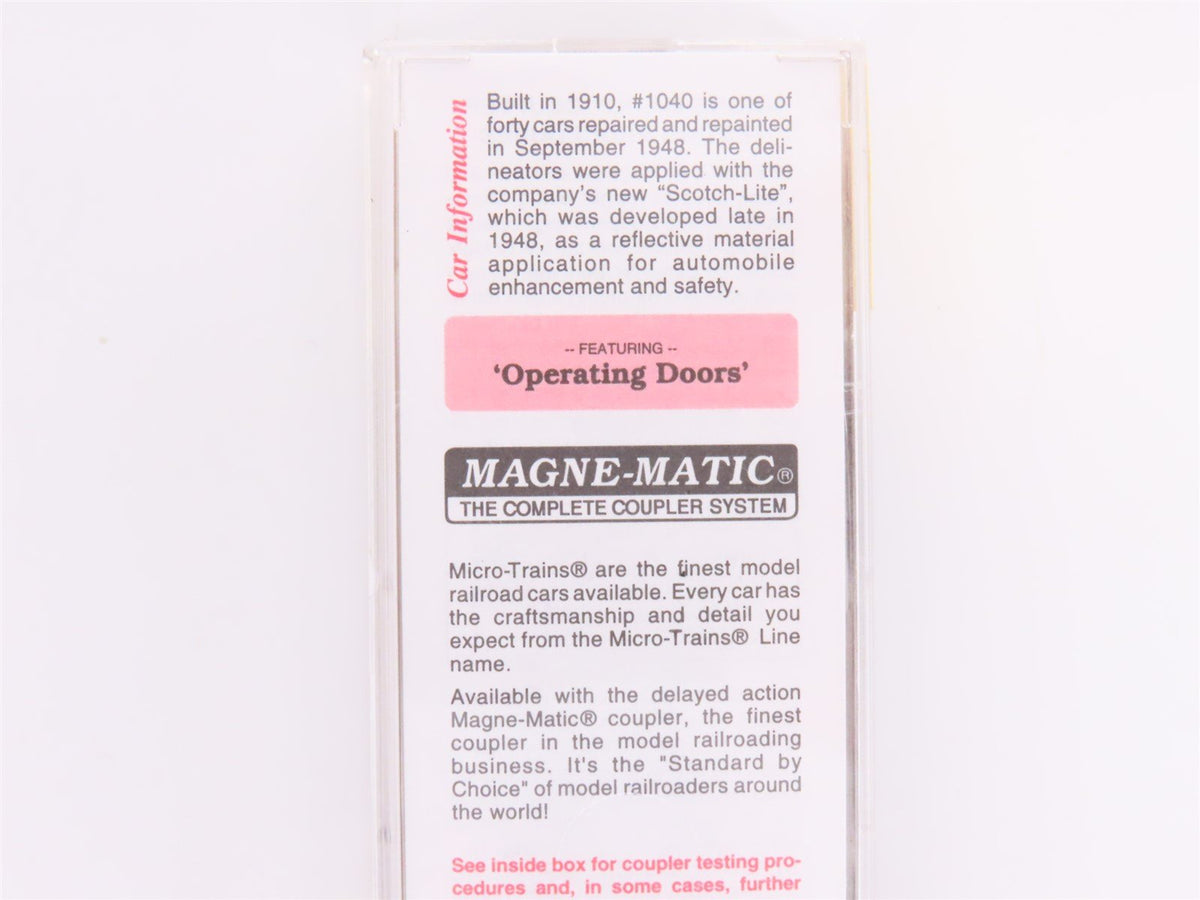 Car Information
Built in 1910, #1040 is one of
forty cars repaired and repainted
in September 1948. The deli-
neators were applied with the
company's new “Scotch-Lite”,
which was developed late in
1948, as a reflective material
application for automobile
enhancement and safety.
-- FEATURING --
‘Operating Doors’
MAGNE-MATIC®
THE COMPLETE COUPLER SYSTEM
Micro-Trains® are the finest model
railroad cars available. Every car has
the craftsmanship and detail you
expect from the Micro-Trains® Line
name.
Available with the delayed action
Magne-Matic® coupler, the finest
coupler in the model railroading
business. It's the "Standard by
Choice" of model railroaders around
the world!
See inside box for coupler testing pro-
cedures and, in some cases, further